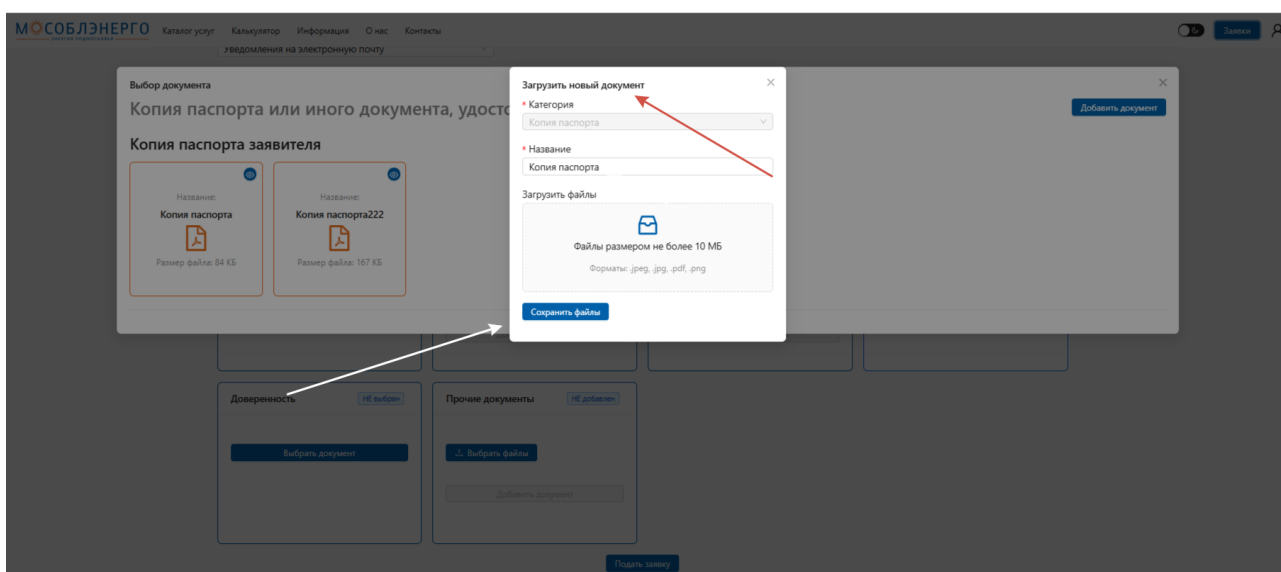 МОСОБЛЭНЕРГО
Каталог услуг Калькулятор Информация О нас Контакты
Заявки
Уведомления на электронную почту
Выбор документа
Копия паспорта или иного документа, удосто
Добавить документ
Копия паспорта заявителя
Название:
Копия паспорта
Размер файла: 84 КБ
Название:
Копия паспорта222
Размер файла: 167 КБ
Загрузить новый документ
* Категория
Копия паспорта
* Название
Копия паспорта
Загрузить файлы
Файлы размером не более 10 МБ
Форматы: .jpeg, .jpg, .pdf, .png
Сохранить файлы
Доверенность
НЕ выбран
Выбрать документ
Прочие документы
НЕ добавлен
Выбрать файлы
Добавить документ
Подать заявку